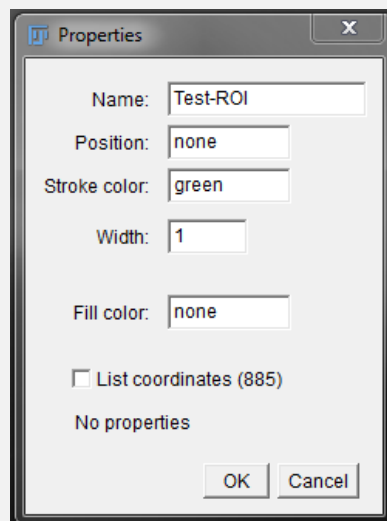 Properties
Name: Test-ROI
Position: none
Stroke color: green
Width: 1
Fill color: none
List coordinates (885)
No properties
OK Cancel